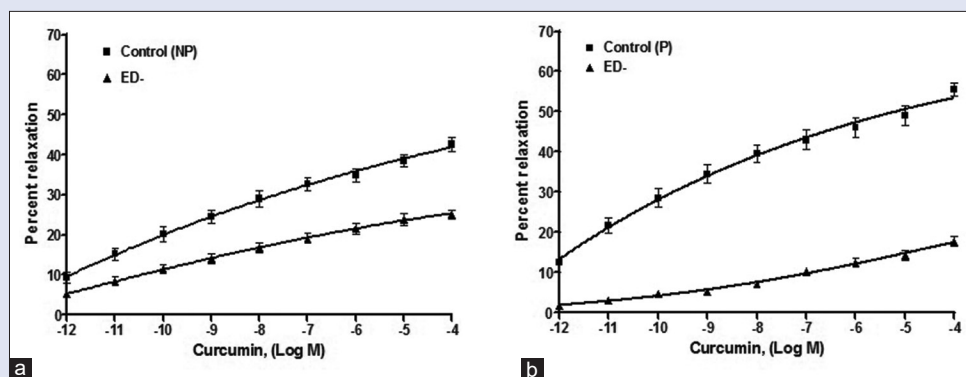 70
60
50
40
30
20
10
0
Percent relaxation
■ Control (NP)
▲ ED-
-12 -11 -10 -9 -8 -7 -6 -5 -4
Curcumin, (Log M)
a
70
60
50
40
30
20
10
0
Percent relaxation
■ Control (P)
▲ ED-
-12 -11 -10 -9 -8 -7 -6 -5 -4
Curcumin, (Log M)
b